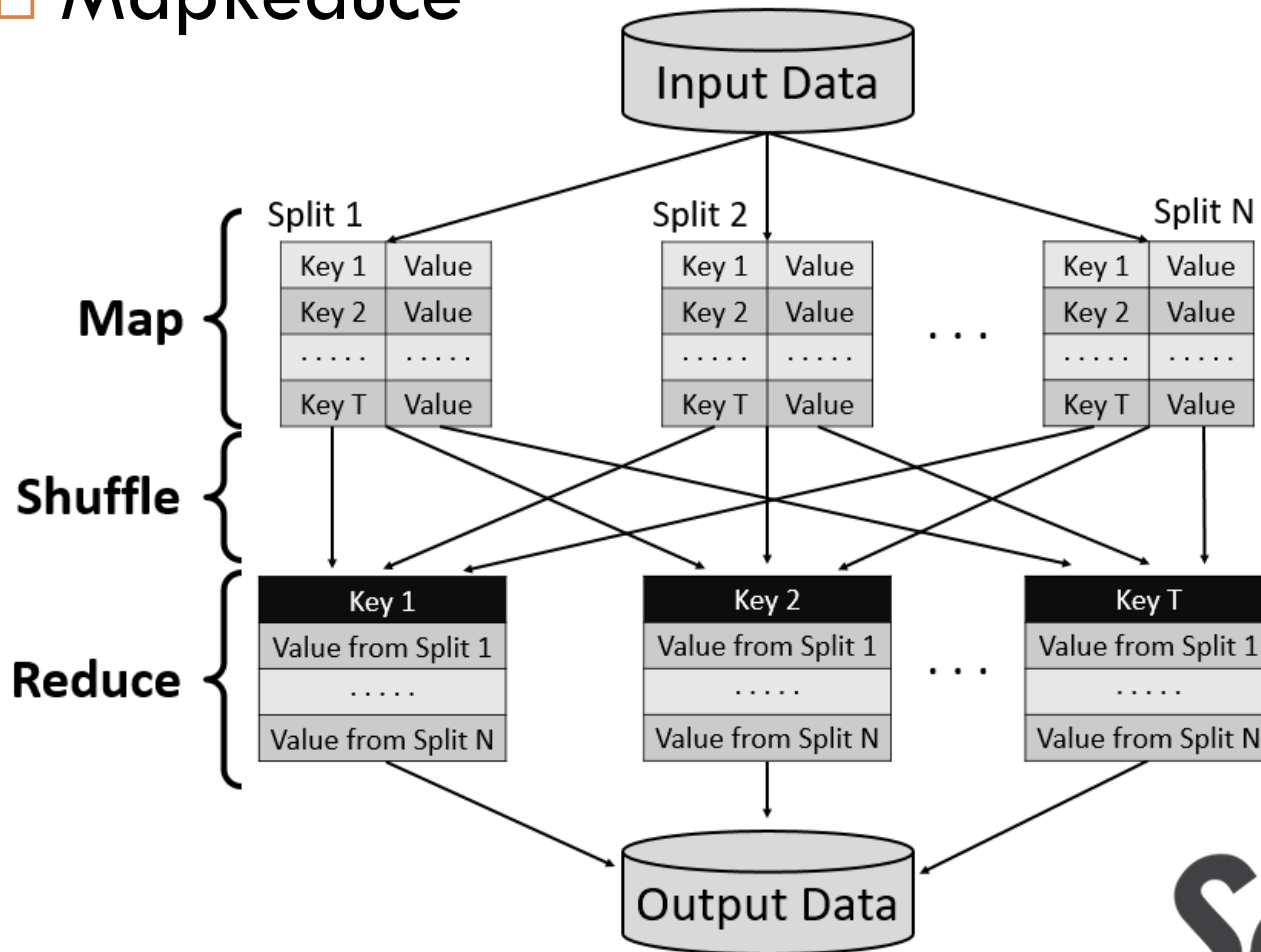 MapReduce
Input Data
Split 1 Split 2 Split N
Map
Key 1 Value Key 1 Value Key 1 Value
Key 2 Value Key 2 Value Key 2 Value
..... ..... ..... ..... ..... .....
. . .
Key T Value Key T Value Key T Value
Shuffle
Reduce
Key 1 Key 2 Key T
Value from Split 1 Value from Split 1 Value from Split 1
..... ..... . . . .....
Value from Split N Value from Split N Value from Split N
Output Data